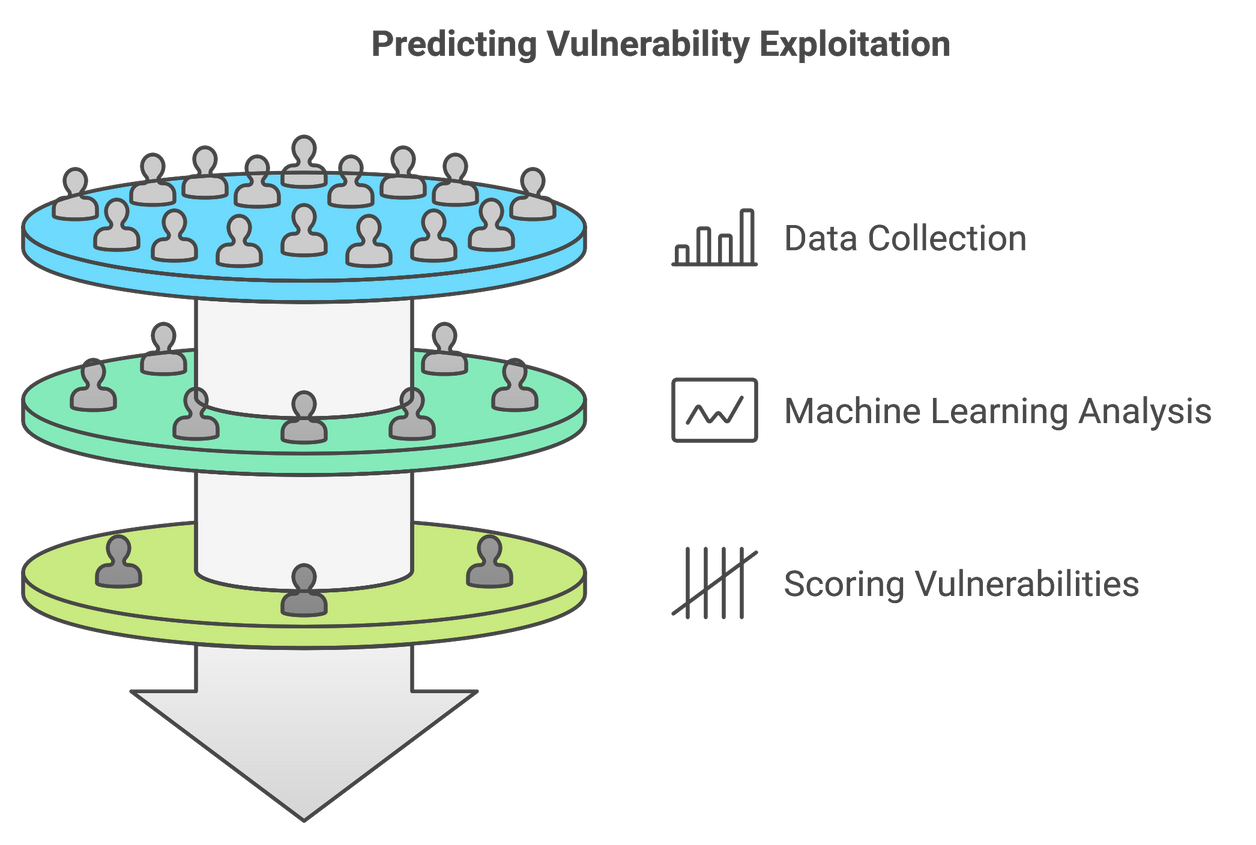 Predicting Vulnerability Exploitation
Data Collection
Machine Learning Analysis
Scoring Vulnerabilities